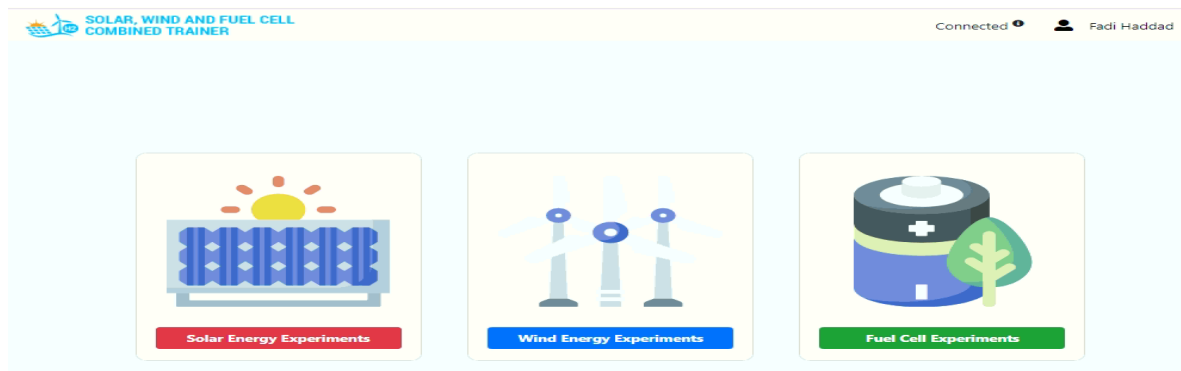 SOLAR, WIND AND FUEL CELL
COMBINED TRAINER
H2
Connected
Fadi Haddad
Solar Energy Experiments
Wind Energy Experiments
Fuel Cell Experiments